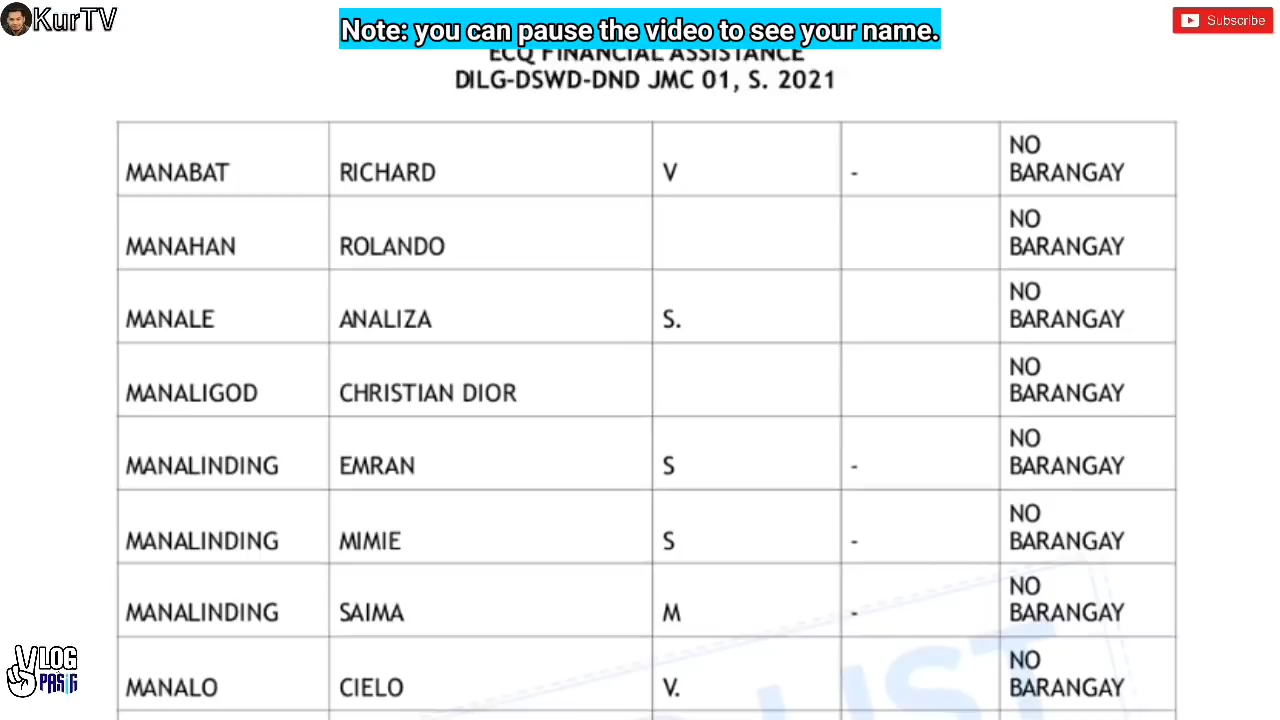 KurTV
Note: you can pause the video to see your name.
Subscribe
ECQ FINANCIAL ASSISTANCE
DILG-DSWD-DND JMC 01, S. 2021
MANABAT RICHARD V - NO BARANGAY
MANAHAN ROLANDO NO BARANGAY
MANALE ANALIZA S. NO BARANGAY
MANALIGOD CHRISTIAN DIOR NO BARANGAY
MANALINDING EMRAN S - NO BARANGAY
MANALINDING MIMIE S - NO BARANGAY
MANALINDING SAIMA M - NO BARANGAY
MANALO CIELO V. NO BARANGAY
LIST
VLOG
PASIG